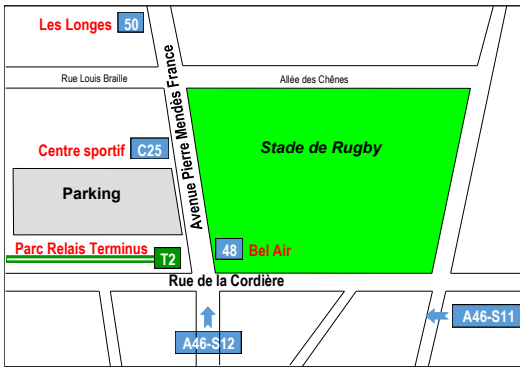 Les Longes 50
Rue Louis Braille
Allée des Chênes
Avenue Pierre Mendès France
Centre sportif C25
Stade de Rugby
Parking
Parc Relais Terminus T2
48 Bel Air
Rue de la Cordière
A46-S12
A46-S11